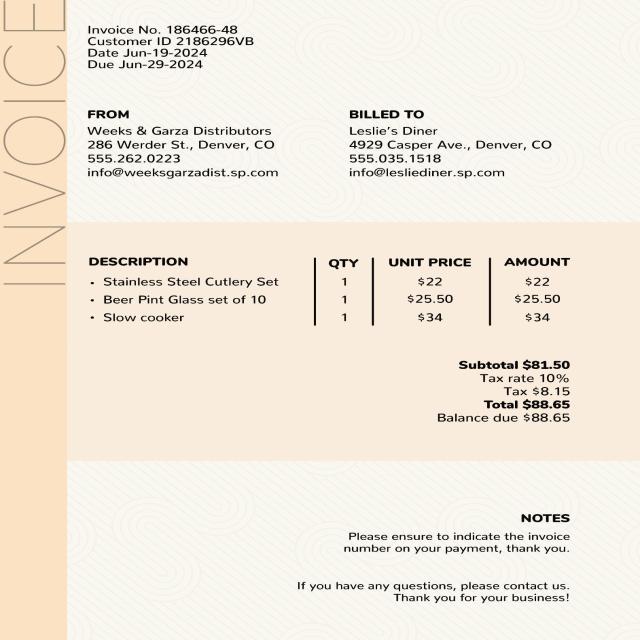 INVOICE
Invoice No. 186466-48
Customer ID 2186296VB
Date Jun-19-2024
Due Jun-29-2024
FROM
Weeks & Garza Distributors
286 Werder St., Denver, CO
555.262.0223
info@weeksgarzadist.sp.com
BILLED TO
Leslie's Diner
4929 Casper Ave., Denver, CO
555.035.1518
info@lesliediner.sp.com
DESCRIPTION QTY UNIT PRICE AMOUNT
• Stainless Steel Cutlery Set 1 $22 $22
• Beer Pint Glass set of 10 1 $25.50 $25.50
• Slow cooker 1 $34 $34
Subtotal $81.50
Tax rate 10%
Tax $8.15
Total $88.65
Balance due $88.65
NOTES
Please ensure to indicate the invoice
number on your payment, thank you.
If you have any questions, please contact us.
Thank you for your business!